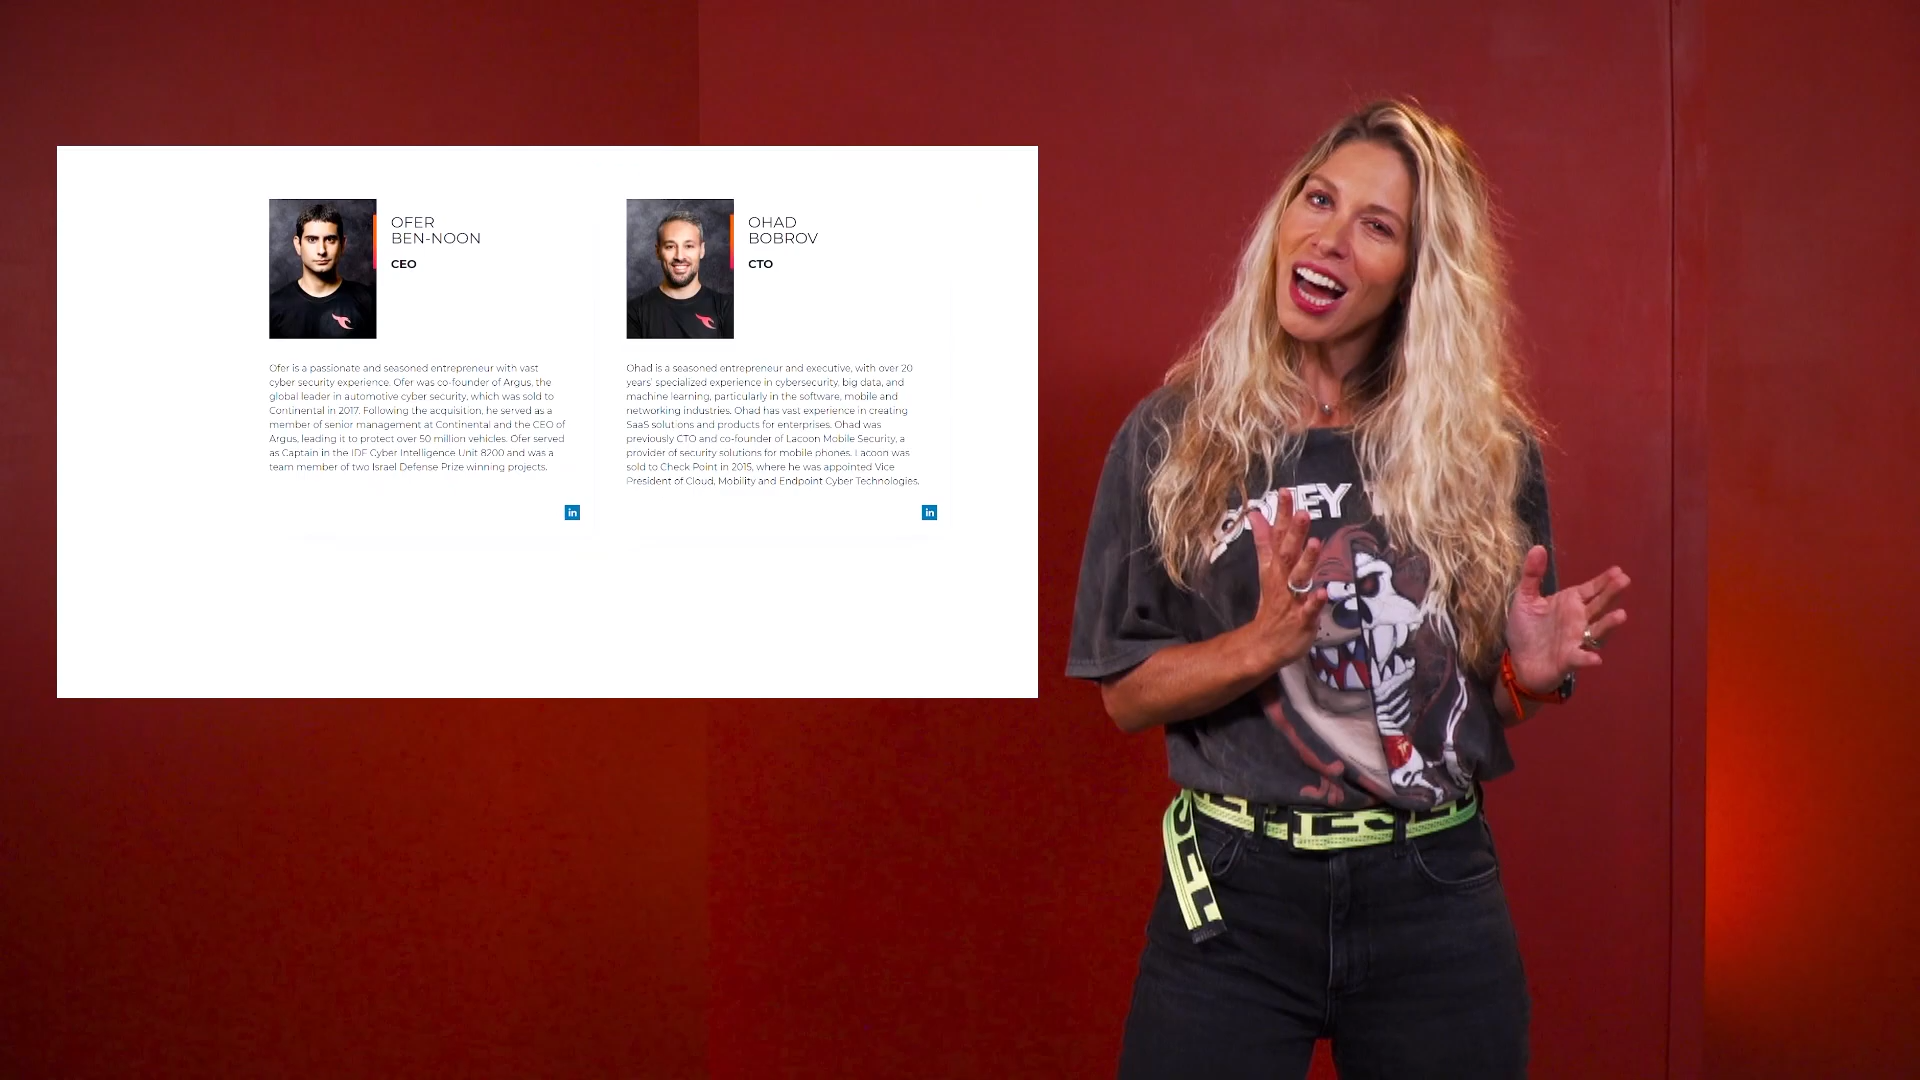 OFER
BEN-NOON
CEO
Ofer is a passionate and seasoned entrepreneur with vast
cyber security experience. Ofer was co-founder of Argus, the
global leader in automotive cyber security, which was sold to
Continental in 2017. Following the acquisition, he served as a
member of senior management at Continental and the CEO of
Argus, leading it to protect over 50 million vehicles. Ofer served
as Captain in the IDF Cyber Intelligence Unit 8200 and was a
team member of two Israel Defense Prize winning projects.
in
OHAD
BOBROV
CTO
Ohad is a seasoned entrepreneur and executive, with over 20
years' specialized experience in cybersecurity, big data, and
machine learning, particularly in the software, mobile and
networking industries. Ohad has vast experience in creating
SaaS solutions and products for enterprises. Ohad was
previously CTO and co-founder of Lacoon Mobile Security, a
provider of security solutions for mobile phones. Lacoon was
sold to Check Point in 2015, where he was appointed Vice
President of Cloud, Mobility and Endpoint Cyber Technologies.
in